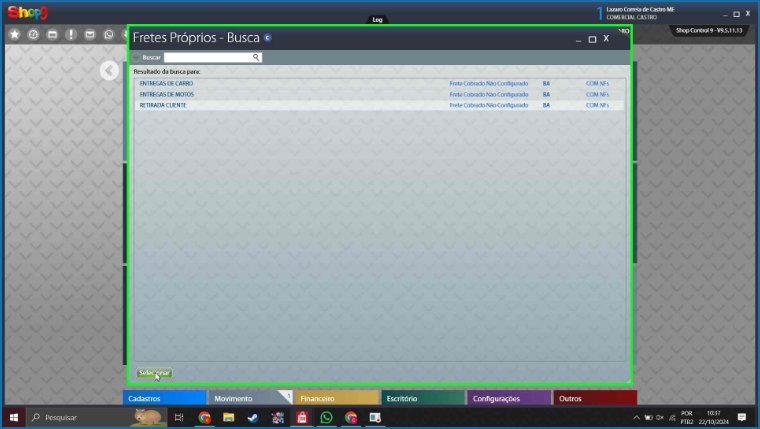 Shop9
Log
1
Lazaro Correia de Castro ME
COMERCIAL CASTRO
Shop Control 9 - V9.5.11.13
Fretes Próprios - Busca
Buscar
Resultado da busca para:
ENTREGAS DE CARRO Frete Cobrado Não Configurado BA COM NFs
ENTREGAS DE MOTOS Frete Cobrado Não Configurado BA COM NFs
RETIRADA CLIENTE Frete Cobrado Não Configurado BA COM NFs
Selecionar
Cadastros Movimento 1 Financeiro Escritório Configurações Outros
Pesquisar
POR 10:37
PTB2 22/10/2024